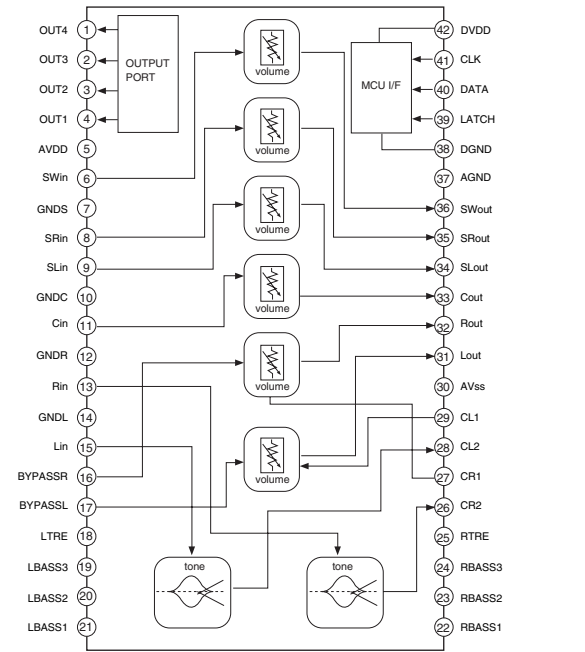 OUT4 1
OUT3 2
OUT2 3
OUT1 4
AVDD 5
SWin 6
GNDS 7
SRin 8
SLin 9
GNDC 10
Cin 11
GNDR 12
Rin 13
GNDL 14
Lin 15
BYPASSR 16
BYPASSL 17
LTRE 18
LBASS3 19
LBASS2 20
LBASS1 21
OUTPUT
PORT
volume
volume
volume
volume
volume
volume
tone
tone
MCU I/F
42 DVDD
41 CLK
40 DATA
39 LATCH
38 DGND
37 AGND
36 SWout
35 SRout
34 SLout
33 Cout
32 Rout
31 Lout
30 AVss
29 CL1
28 CL2
27 CR1
26 CR2
25 RTRE
24 RBASS3
23 RBASS2
22 RBASS1